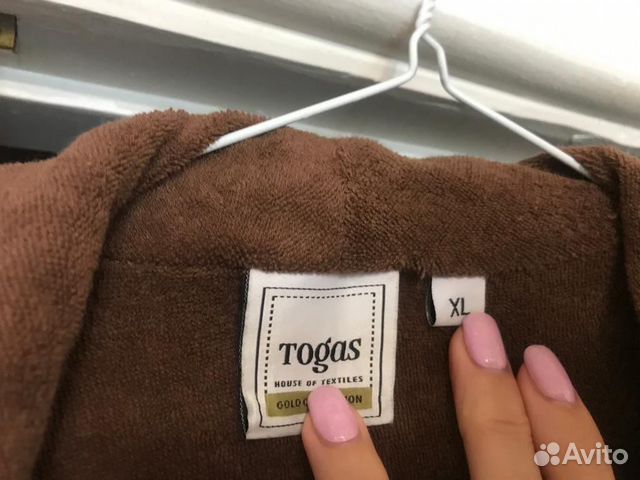 Togas
HOUSE OF TEXTILES
GOLD
XL
Avito